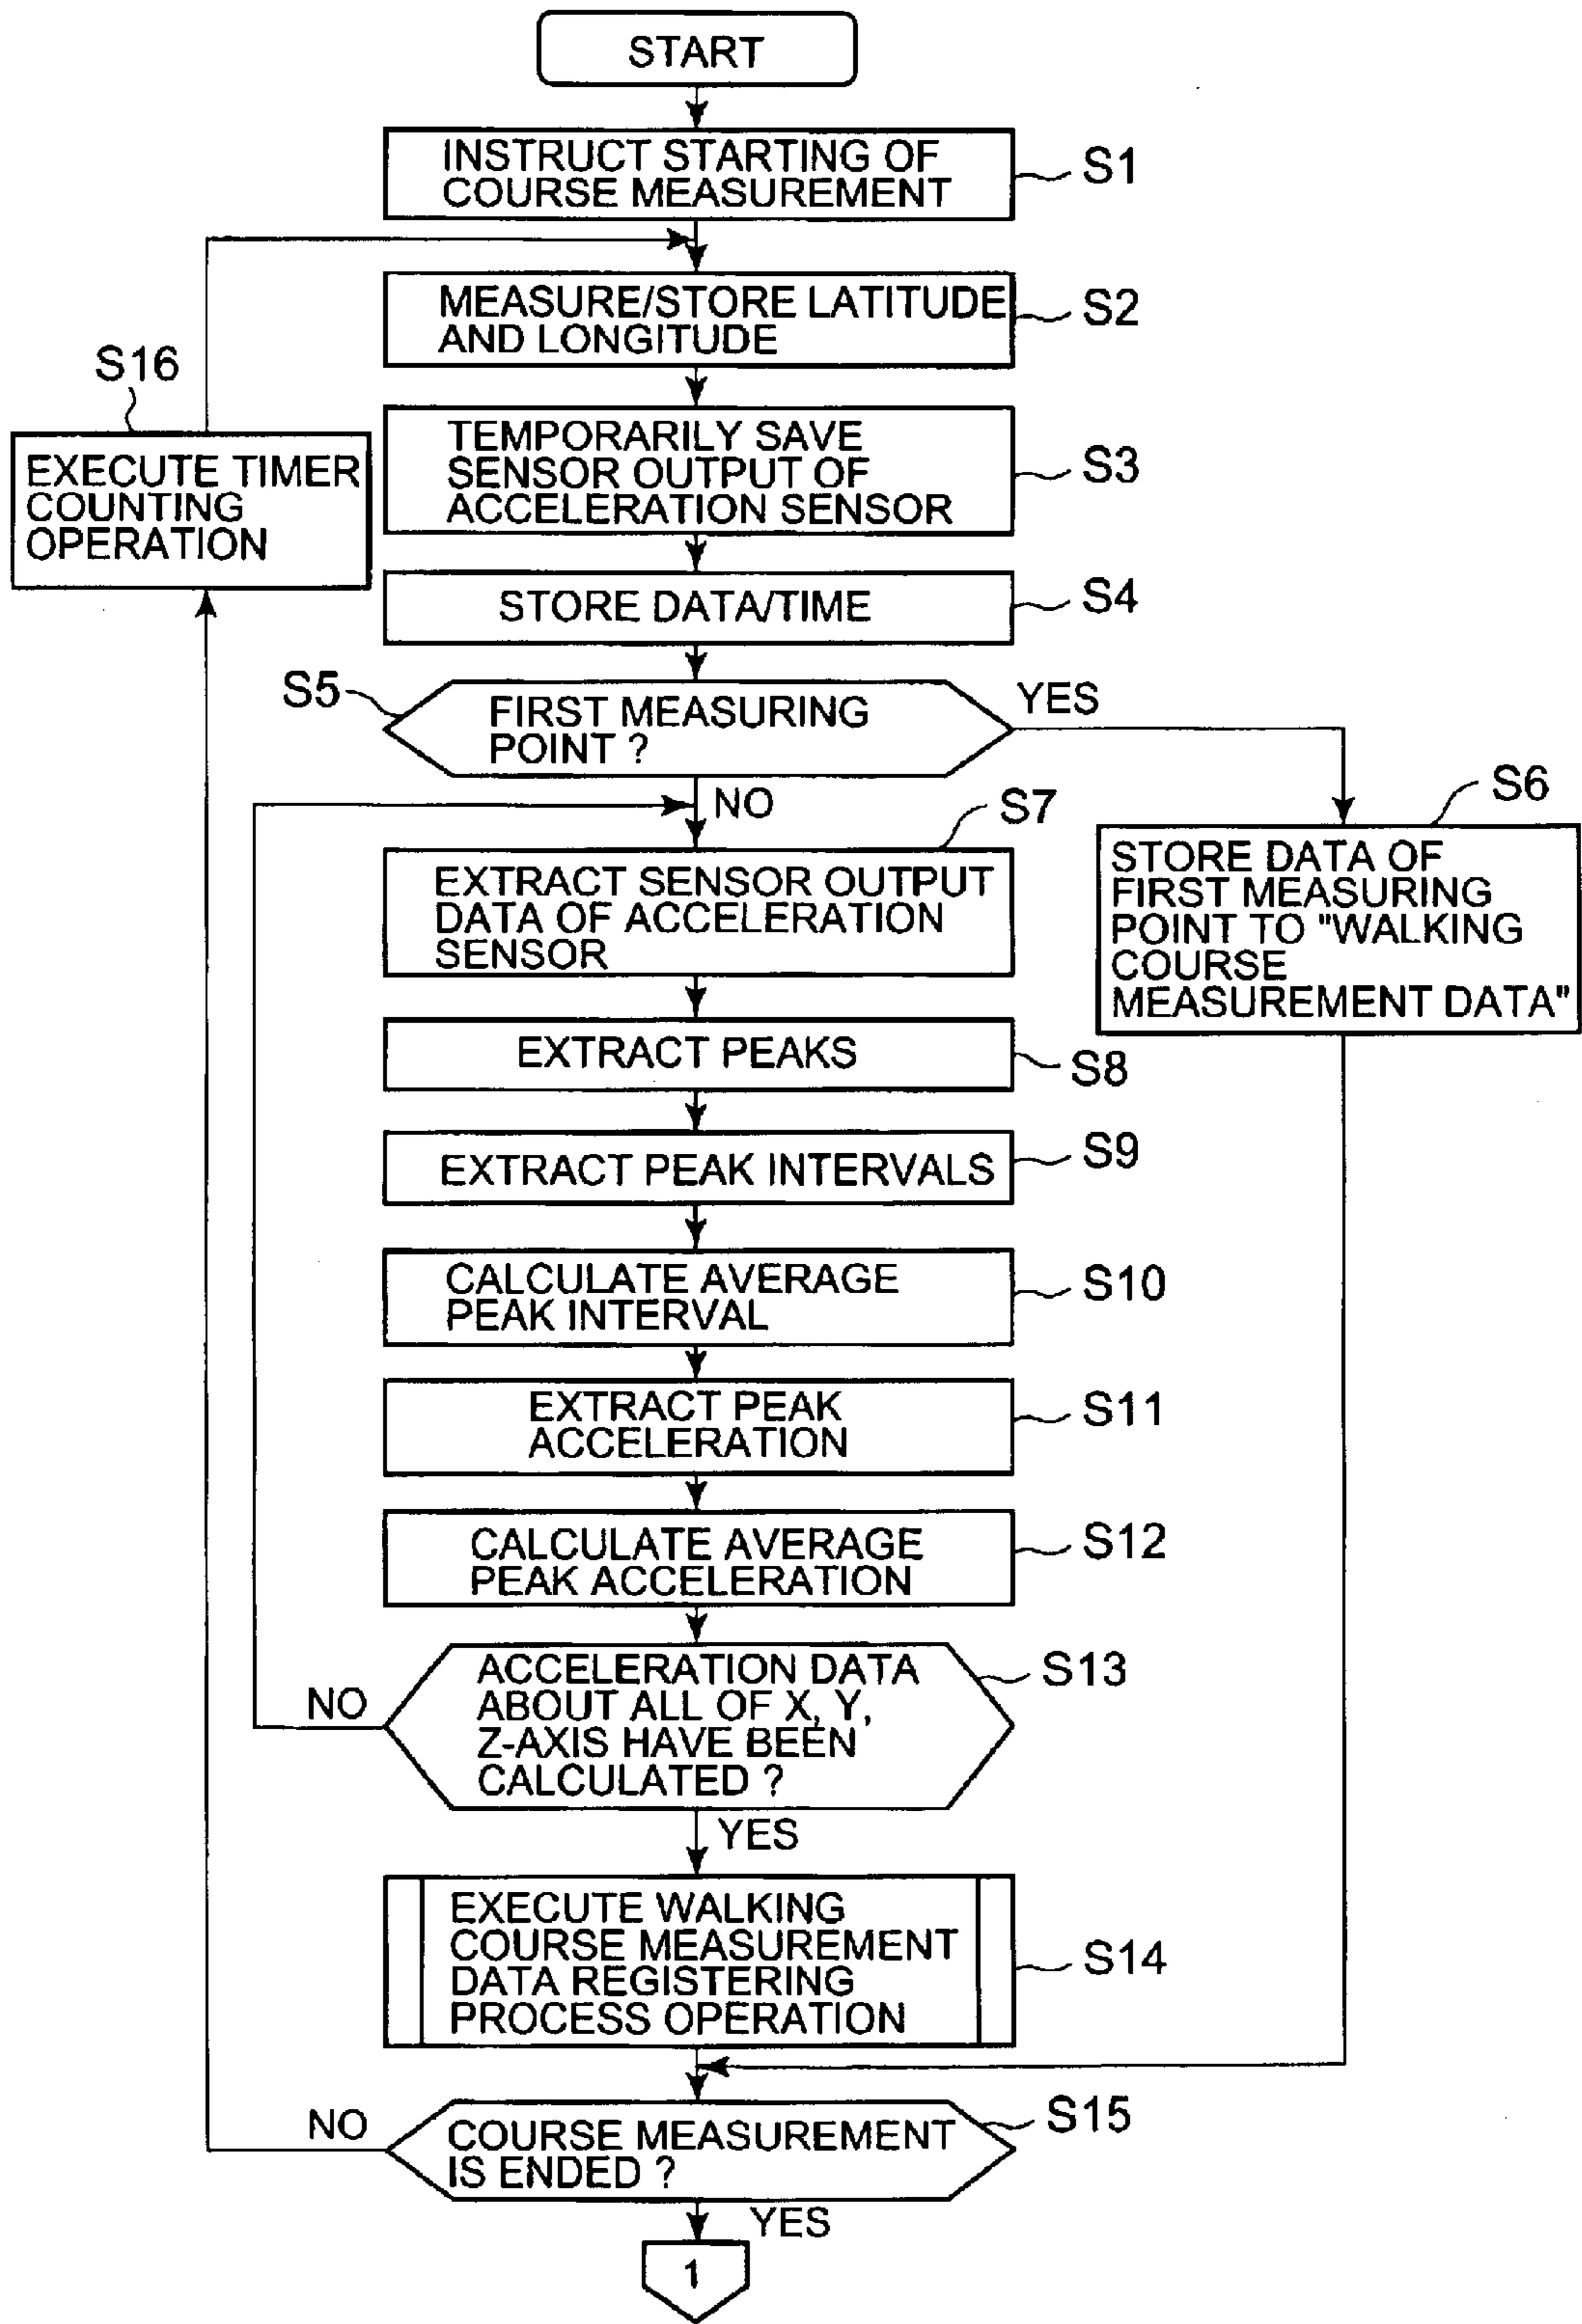 START
INSTRUCT STARTING OF
COURSE MEASUREMENT
S1
MEASURE/STORE LATITUDE
AND LONGITUDE
S2
S16
EXECUTE TIMER
COUNTING
OPERATION
TEMPORARILY SAVE
SENSOR OUTPUT OF
ACCELERATION SENSOR
S3
STORE DATA/TIME
S4
S5
FIRST MEASURING
POINT ?
YES
NO
S6
STORE DATA OF
FIRST MEASURING
POINT TO "WALKING
COURSE
MEASUREMENT DATA"
S7
EXTRACT SENSOR OUTPUT
DATA OF ACCELERATION
SENSOR
EXTRACT PEAKS
S8
EXTRACT PEAK INTERVALS
S9
CALCULATE AVERAGE
PEAK INTERVAL
S10
EXTRACT PEAK
ACCELERATION
S11
CALCULATE AVERAGE
PEAK ACCELERATION
S12
ACCELERATION DATA
ABOUT ALL OF X, Y,
Z-AXIS HAVE BEEN
CALCULATED ?
S13
NO
YES
EXECUTE WALKING
COURSE MEASUREMENT
DATA REGISTERING
PROCESS OPERATION
S14
NO
COURSE MEASUREMENT
IS ENDED ?
S15
YES
1